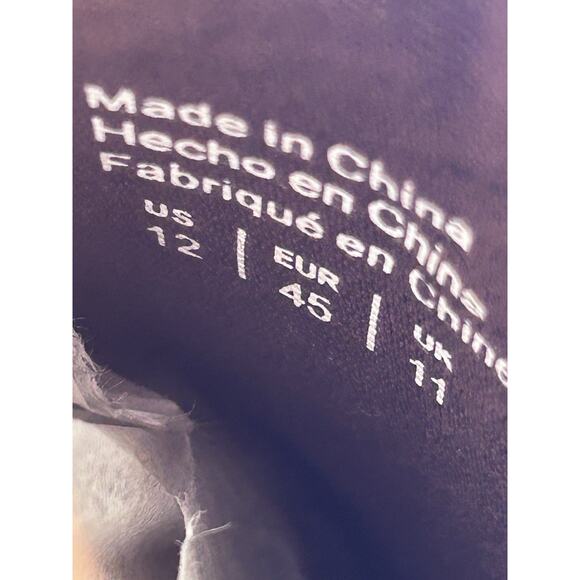 Made in China
Hecho en China
Fabriqué en Chine
US | EUR | UK
12 | 45 | 11